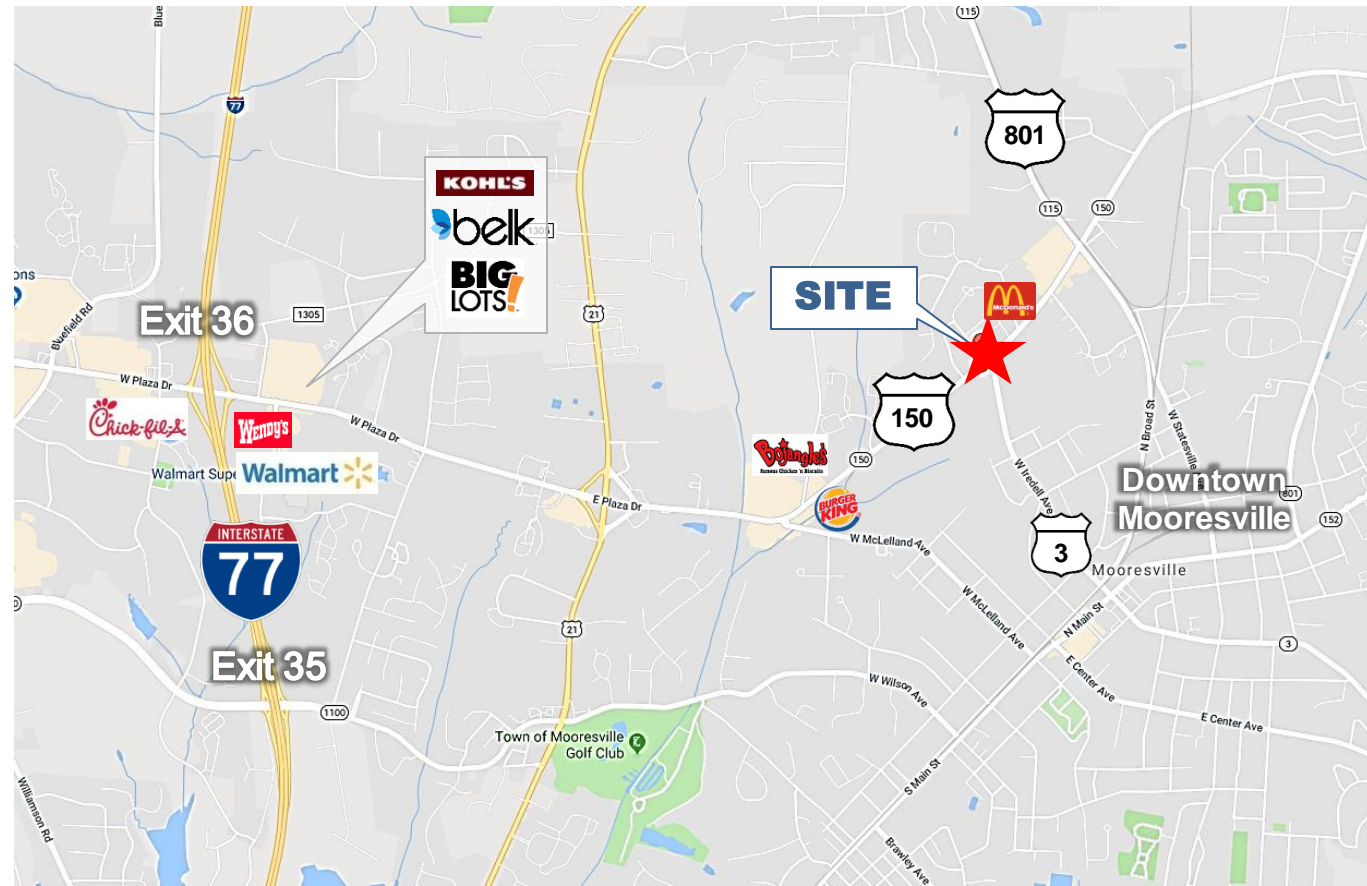 115
Blue
77
801
KOHL'S
belk
1305
BIG
LOTS!
115
150
ons
SITE
McDonald's
Exit 36
1305
21
Bluefield Rd
W Plaza Dr
150
Chick-fil-A
WENDY'S
W Plaza Dr
N Broad St
W Statesville
Bojangles'
Famous Chicken 'n Biscuits
150
Walmart Supe
Walmart
W Iredell Ave
Downtown
Mooresville
801
E Plaza Dr
BURGER
KING
152
INTERSTATE
77
W McLelland Ave
3
Mooresville
W McLelland Ave
N Main St
21
3
Exit 35
E Center Ave
W Wilson Ave
1100
E Center Ave
Town of Mooresville
Golf Club
S Main St
Williamson Rd
Brawley Ave